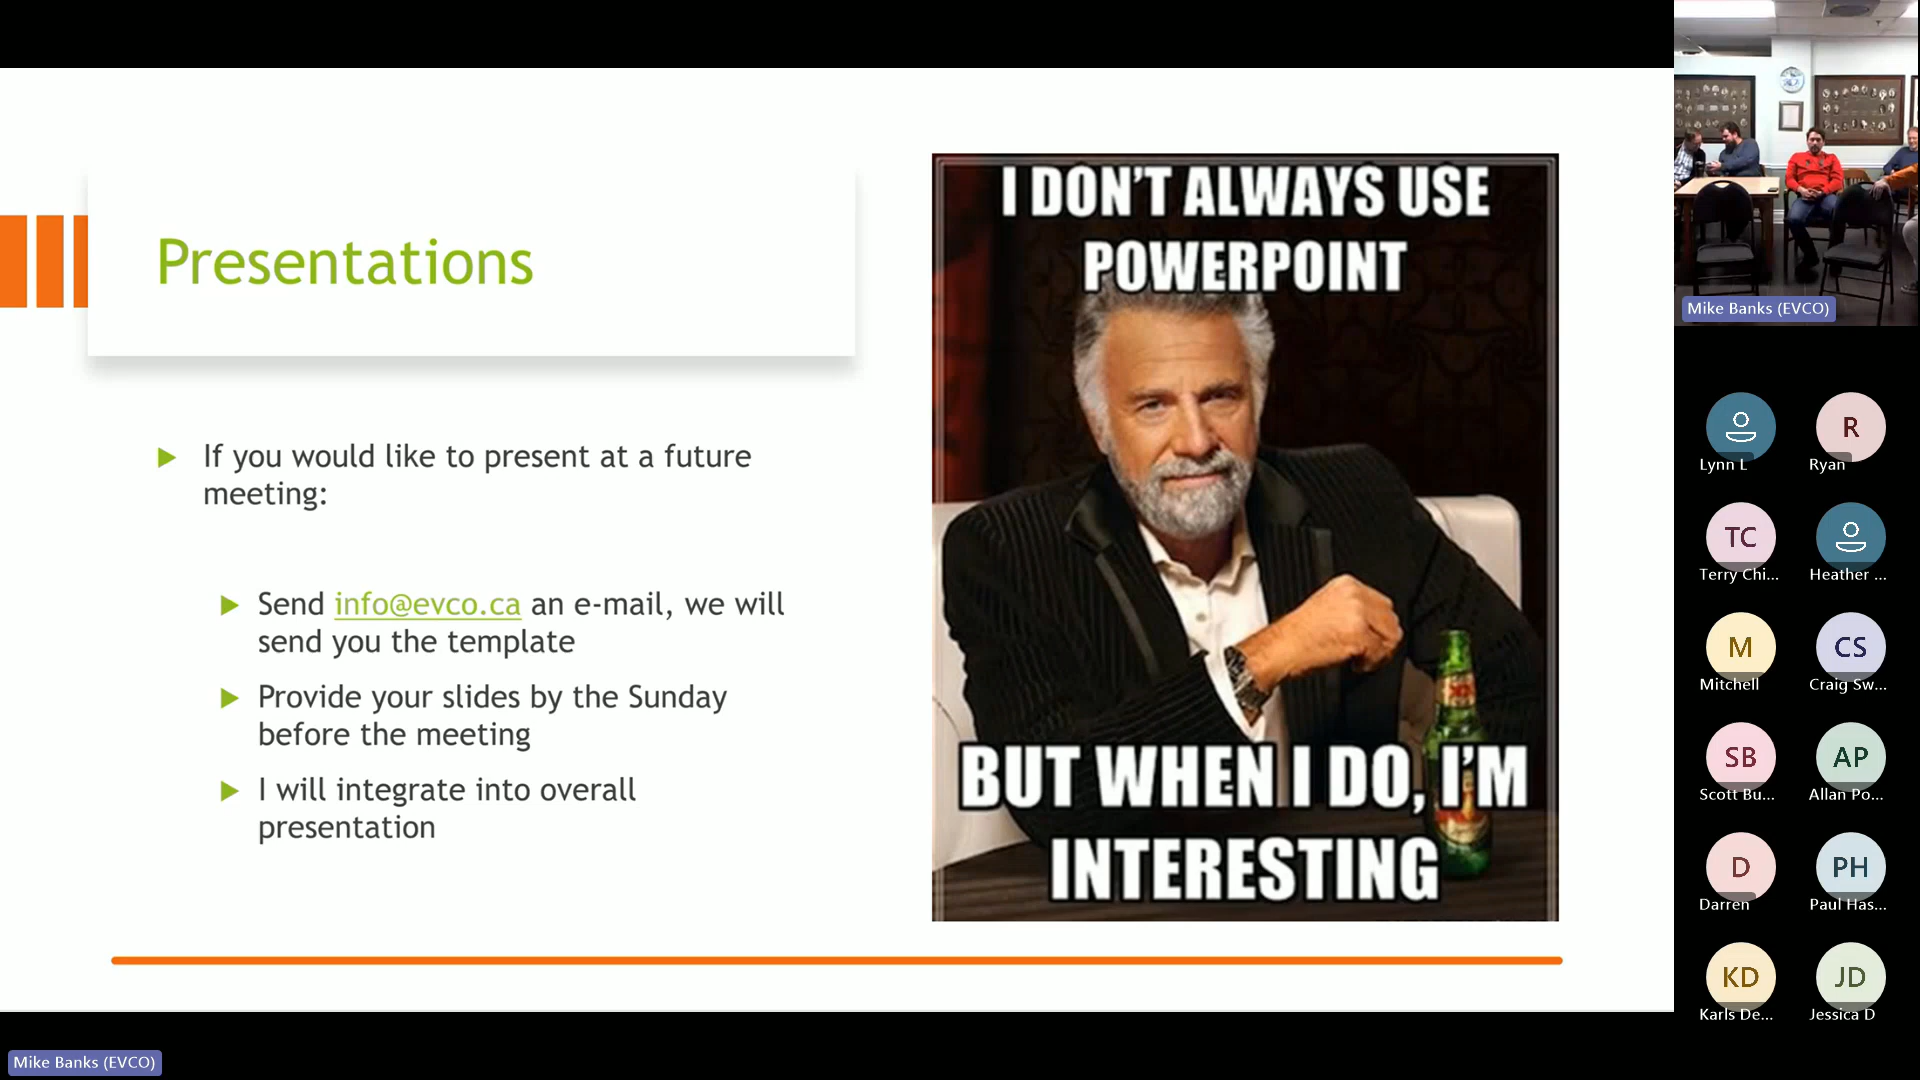 Presentations
If you would like to present at a future
meeting:
Send info@evco.ca an e-mail, we will
send you the template
Provide your slides by the Sunday
before the meeting
I will integrate into overall
presentation
I DON'T ALWAYS USE
POWERPOINT
BUT WHEN I DO, I'M
INTERESTING
Mike Banks (EVCO)
Lynn L
R
Ryan
TC
Terry Chi...
Heather ...
M
Mitchell
CS
Craig Sw...
SB
Scott Bu...
AP
Allan Po...
D
Darren
PH
Paul Has...
KD
Karls De...
JD
Jessica D
Mike Banks (EVCO)